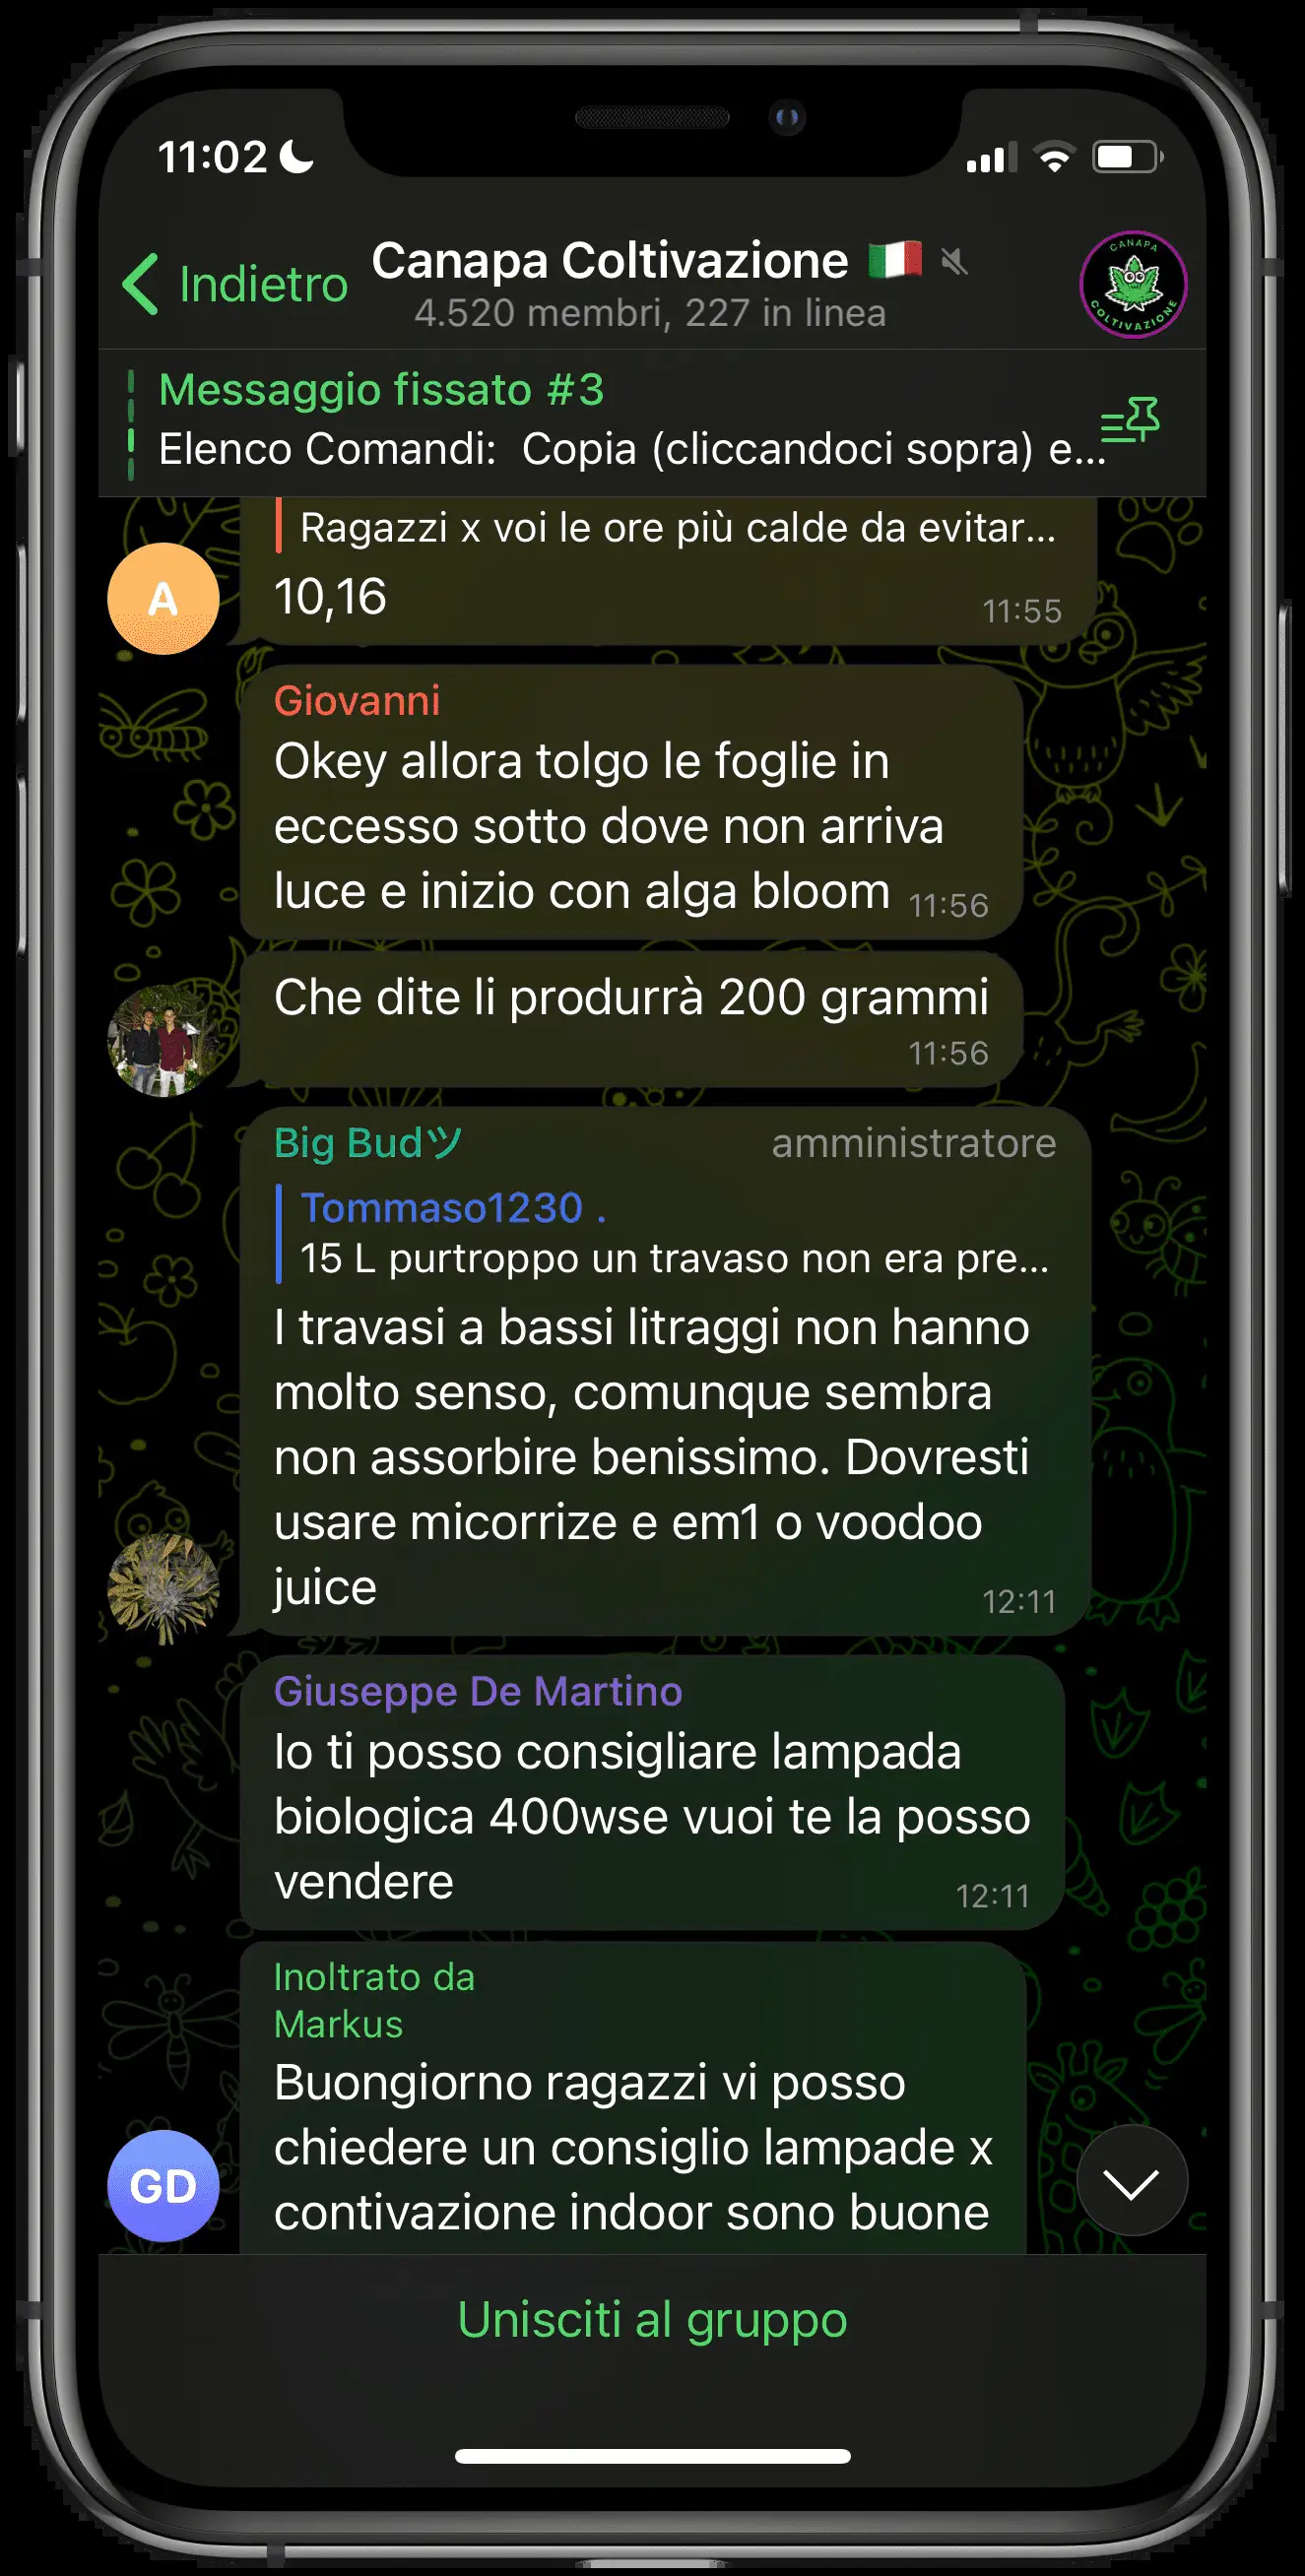 11:02
Indietro
Canapa Coltivazione 🇮🇹
4.520 membri, 227 in linea
CANAPA
COLTIVAZIONE
Messaggio fissato #3
Elenco Comandi:  Copia (cliccandoci sopra) e...
Ragazzi x voi le ore più calde da evitar...
A
10,16
11:55
Giovanni
Okey allora tolgo le foglie in
eccesso sotto dove non arriva
luce e inizio con alga bloom 11:56
Che dite li produrrà 200 grammi
11:56
Big Budツ amministratore
Tommaso1230 .
15 L purtroppo un travaso non era pre...
I travasi a bassi litraggi non hanno
molto senso, comunque sembra
non assorbire benissimo. Dovresti
usare micorrize e em1 o voodoo
juice 12:11
Giuseppe De Martino
Io ti posso consigliare lampada
biologica 400wse vuoi te la posso
vendere 12:11
Inoltrato da
Markus
Buongiorno ragazzi vi posso
chiedere un consiglio lampade x
GD
contivazione indoor sono buone
Unisciti al gruppo